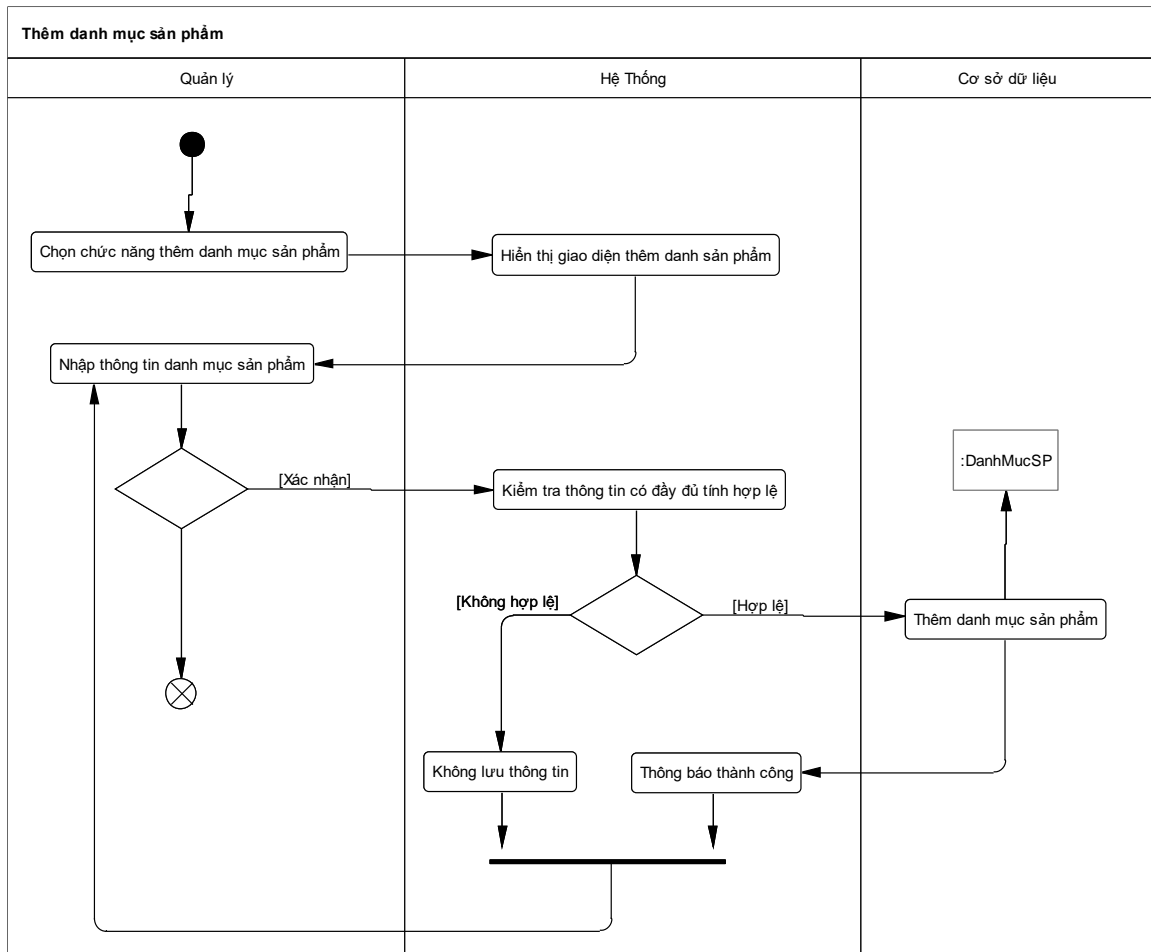 Thêm danh mục sản phẩm
Quản lý
Hệ Thống
Cơ sở dữ liệu
Chọn chức năng thêm danh mục sản phẩm
Hiển thị giao diện thêm danh sản phẩm
Nhập thông tin danh mục sản phẩm
:DanhMucSP
[Xác nhận]
Kiểm tra thông tin có đầy đủ tính hợp lệ
[Không hợp lệ]
[Hợp lệ]
Thêm danh mục sản phẩm
Không lưu thông tin
Thông báo thành công